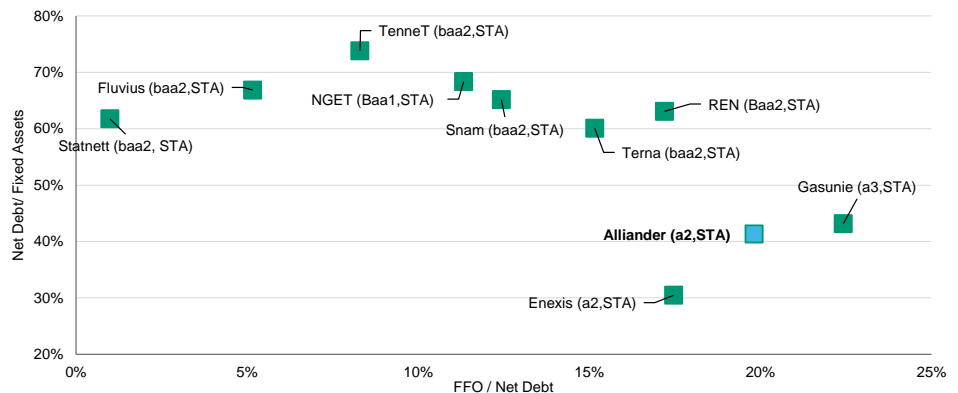 80%
70%
60%
50%
40%
30%
20%
Net Debt/ Fixed Assets
TenneT (baa2,STA)
Fluvius (baa2,STA)
NGET (Baa1,STA)
REN (Baa2,STA)
Snam (baa2,STA)
Statnett (baa2, STA)
Terna (baa2,STA)
Gasunie (a3,STA)
Alliander (a2,STA)
Enexis (a2,STA)
0%
5%
10%
15%
20%
25%
FFO / Net Debt